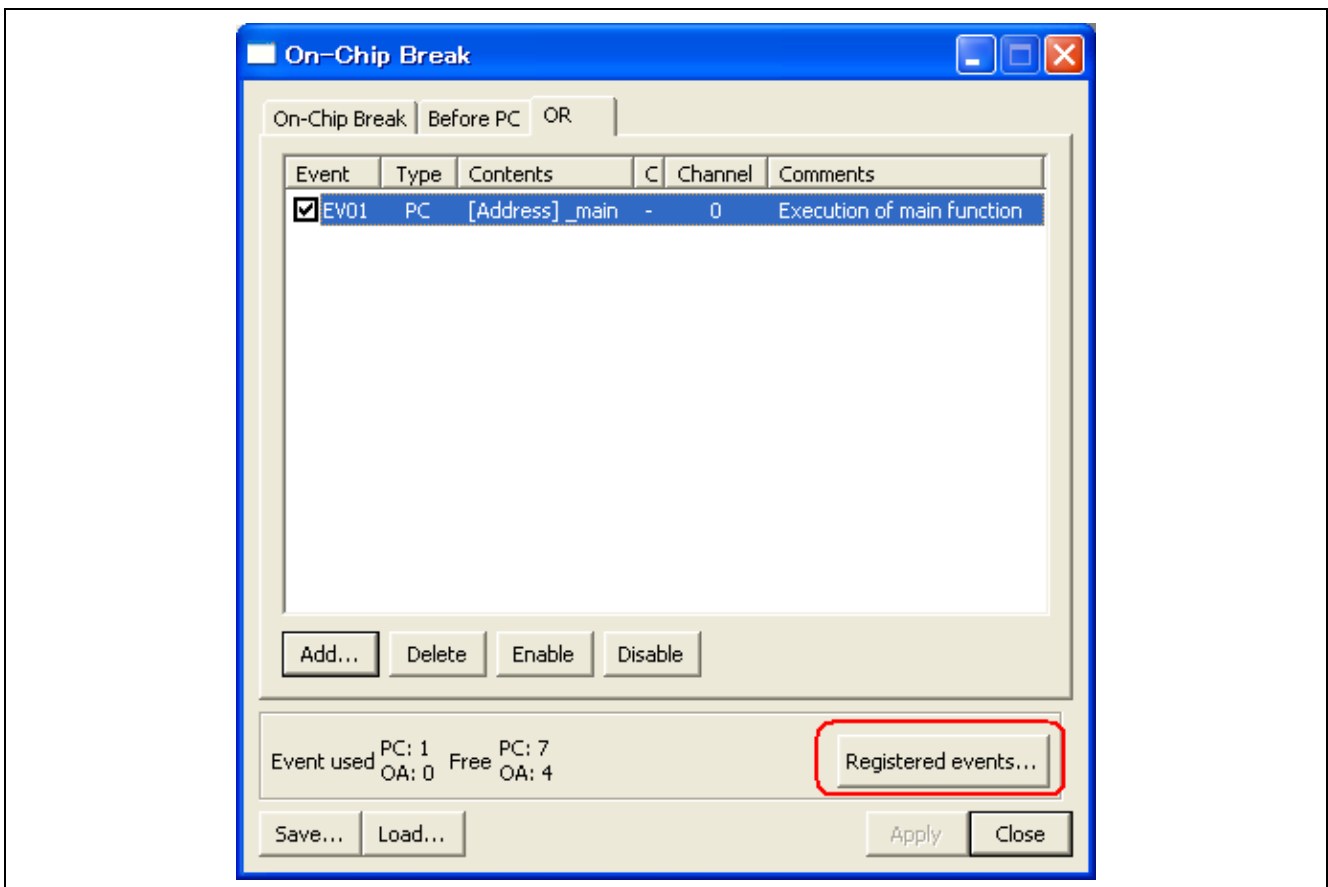 On-Chip Break
On-Chip Break Before PC OR
Event Type Contents C Channel Comments
EV01 PC [Address] _main - 0 Execution of main function
Add... Delete Enable Disable
Event used PC: 1 Free PC: 7
OA: 0 OA: 4
Registered events...
Save... Load... Apply Close